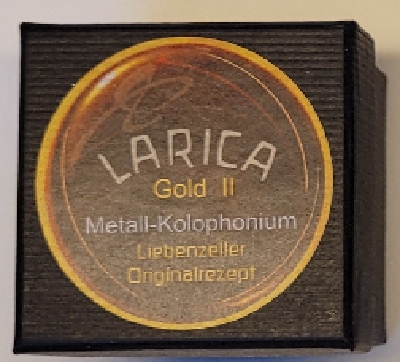 LARICA
Gold II
Metall-Kolophonium
Liebenzeller
Originalrezept